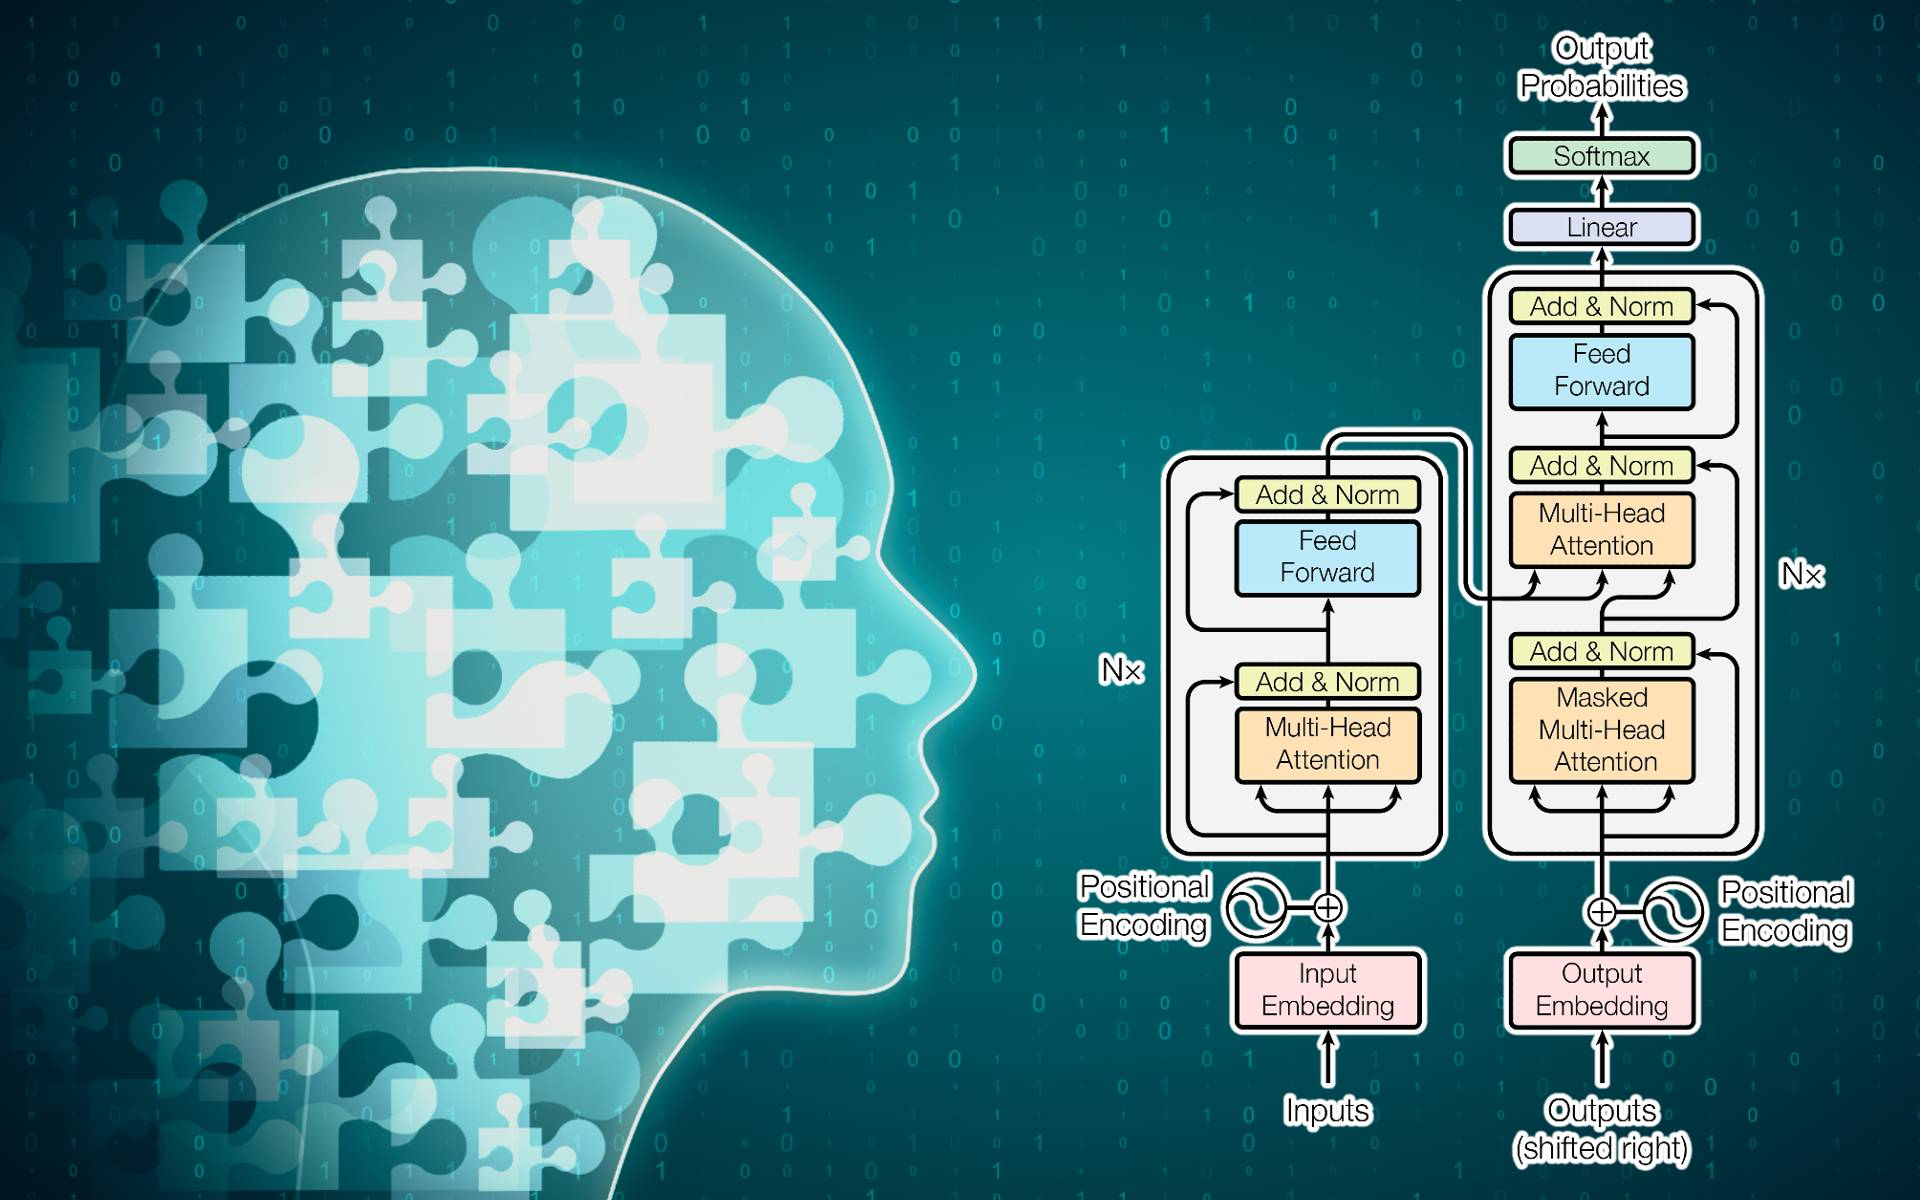 Output
Probabilities
Softmax
Linear
Add & Norm
Feed
Forward
Add & Norm
Multi-Head
Attention
Nx
Add & Norm
Masked
Multi-Head
Attention
Add & Norm
Feed
Forward
Nx
Add & Norm
Multi-Head
Attention
Positional
Encoding
Positional
Encoding
Input
Embedding
Output
Embedding
Inputs
Outputs
(shifted right)